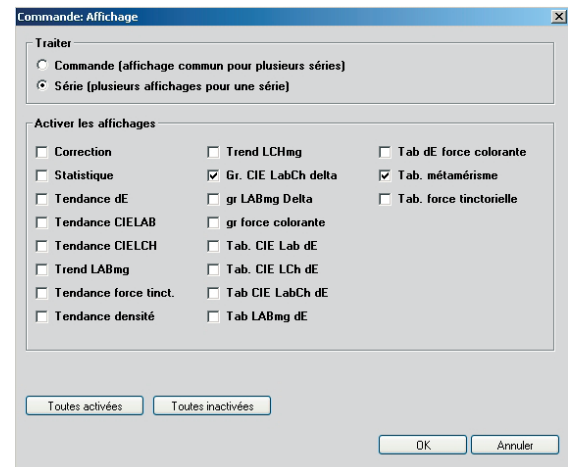 Commande: Affichage
Traiter
Commande (affichage commun pour plusieurs séries)
Série (plusieurs affichages pour une série)
Activer les affichages
Correction
Statistique
Tendance dE
Tendance CIELAB
Tendance CIELCH
Trend LABmg
Tendance force tinct.
Tendance densité
Trend LCHmg
Gr. CIE LabCh delta
gr LABmg Delta
gr force colorante
Tab. CIE Lab dE
Tab. CIE LCh dE
Tab CIE LabCh dE
Tab LABmg dE
Tab dE force colorante
Tab. métamérisme
Tab. force tinctorielle
Toutes activées
Toutes inactivées
OK
Annuler